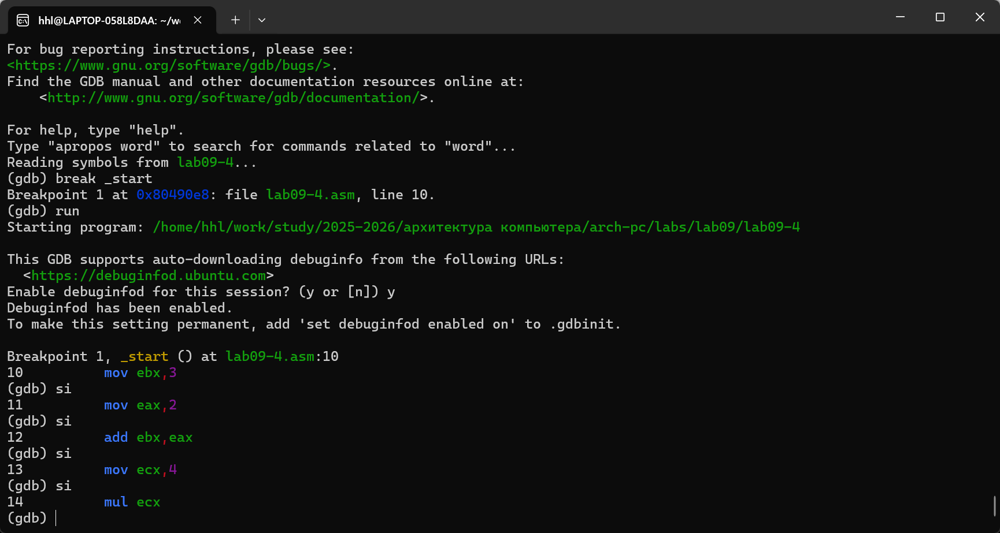 hhl@LAPTOP-058L8DAA: ~/w
For bug reporting instructions, please see:
<https://www.gnu.org/software/gdb/bugs/>.
Find the GDB manual and other documentation resources online at:
    <http://www.gnu.org/software/gdb/documentation/>.
For help, type "help".
Type "apropos word" to search for commands related to "word"...
Reading symbols from lab09-4...
(gdb) break _start
Breakpoint 1 at 0x80490e8: file lab09-4.asm, line 10.
(gdb) run
Starting program: /home/hhl/work/study/2025-2026/архитектура компьютера/arch-pc/labs/lab09/lab09-4
This GDB supports auto-downloading debuginfo from the following URLs:
  <https://debuginfod.ubuntu.com>
Enable debuginfod for this session? (y or [n]) y
Debuginfod has been enabled.
To make this setting permanent, add 'set debuginfod enabled on' to .gdbinit.
Breakpoint 1, _start () at lab09-4.asm:10
10          mov ebx,3
(gdb) si
11          mov eax,2
(gdb) si
12          add ebx,eax
(gdb) si
13          mov ecx,4
(gdb) si
14          mul ecx
(gdb)